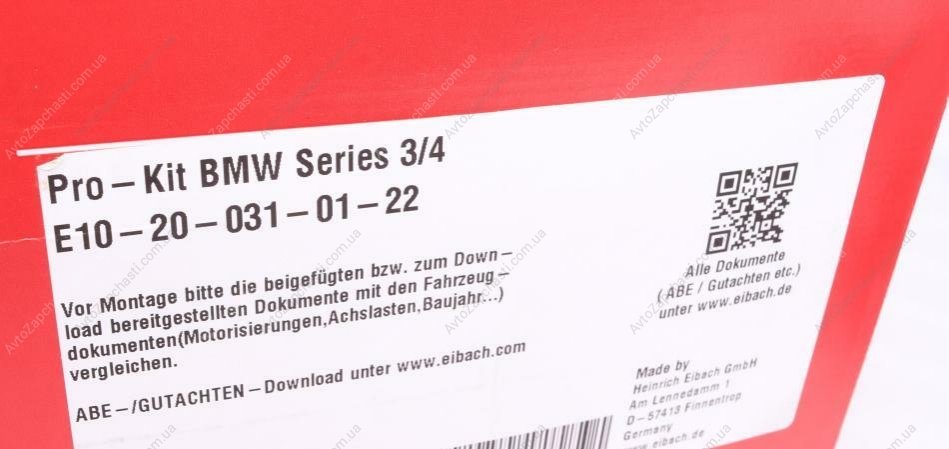 Pro-Kit BMW Series 3/4
E10-20-031-01-22
Vor Montage bitte die beigefügten bzw. zum Down-
load bereitgestellten Dokumente mit den Fahrzeug-
dokumenten(Motorisierungen,Achslasten,Baujahr...)
vergleichen.
ABE-/GUTACHTEN-Download unter www.eibach.com
Alle Dokumente
(ABE / Gutachten etc.)
unter www.eibach.de
Made by
Heinrich Eibach GmbH
Am Lennedamm 1
D-57413 Finnentrop
Germany
www.eibach.de
AvtoZapchasti.com.ua